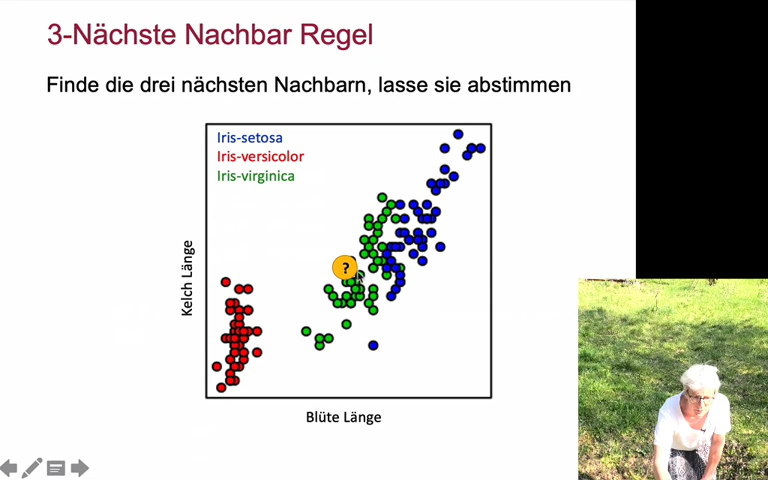 3-Nächste Nachbar Regel
Finde die drei nächsten Nachbarn, lasse sie abstimmen
Iris-setosa
Iris-versicolor
Iris-virginica
?
Kelch Länge
Blüte Länge